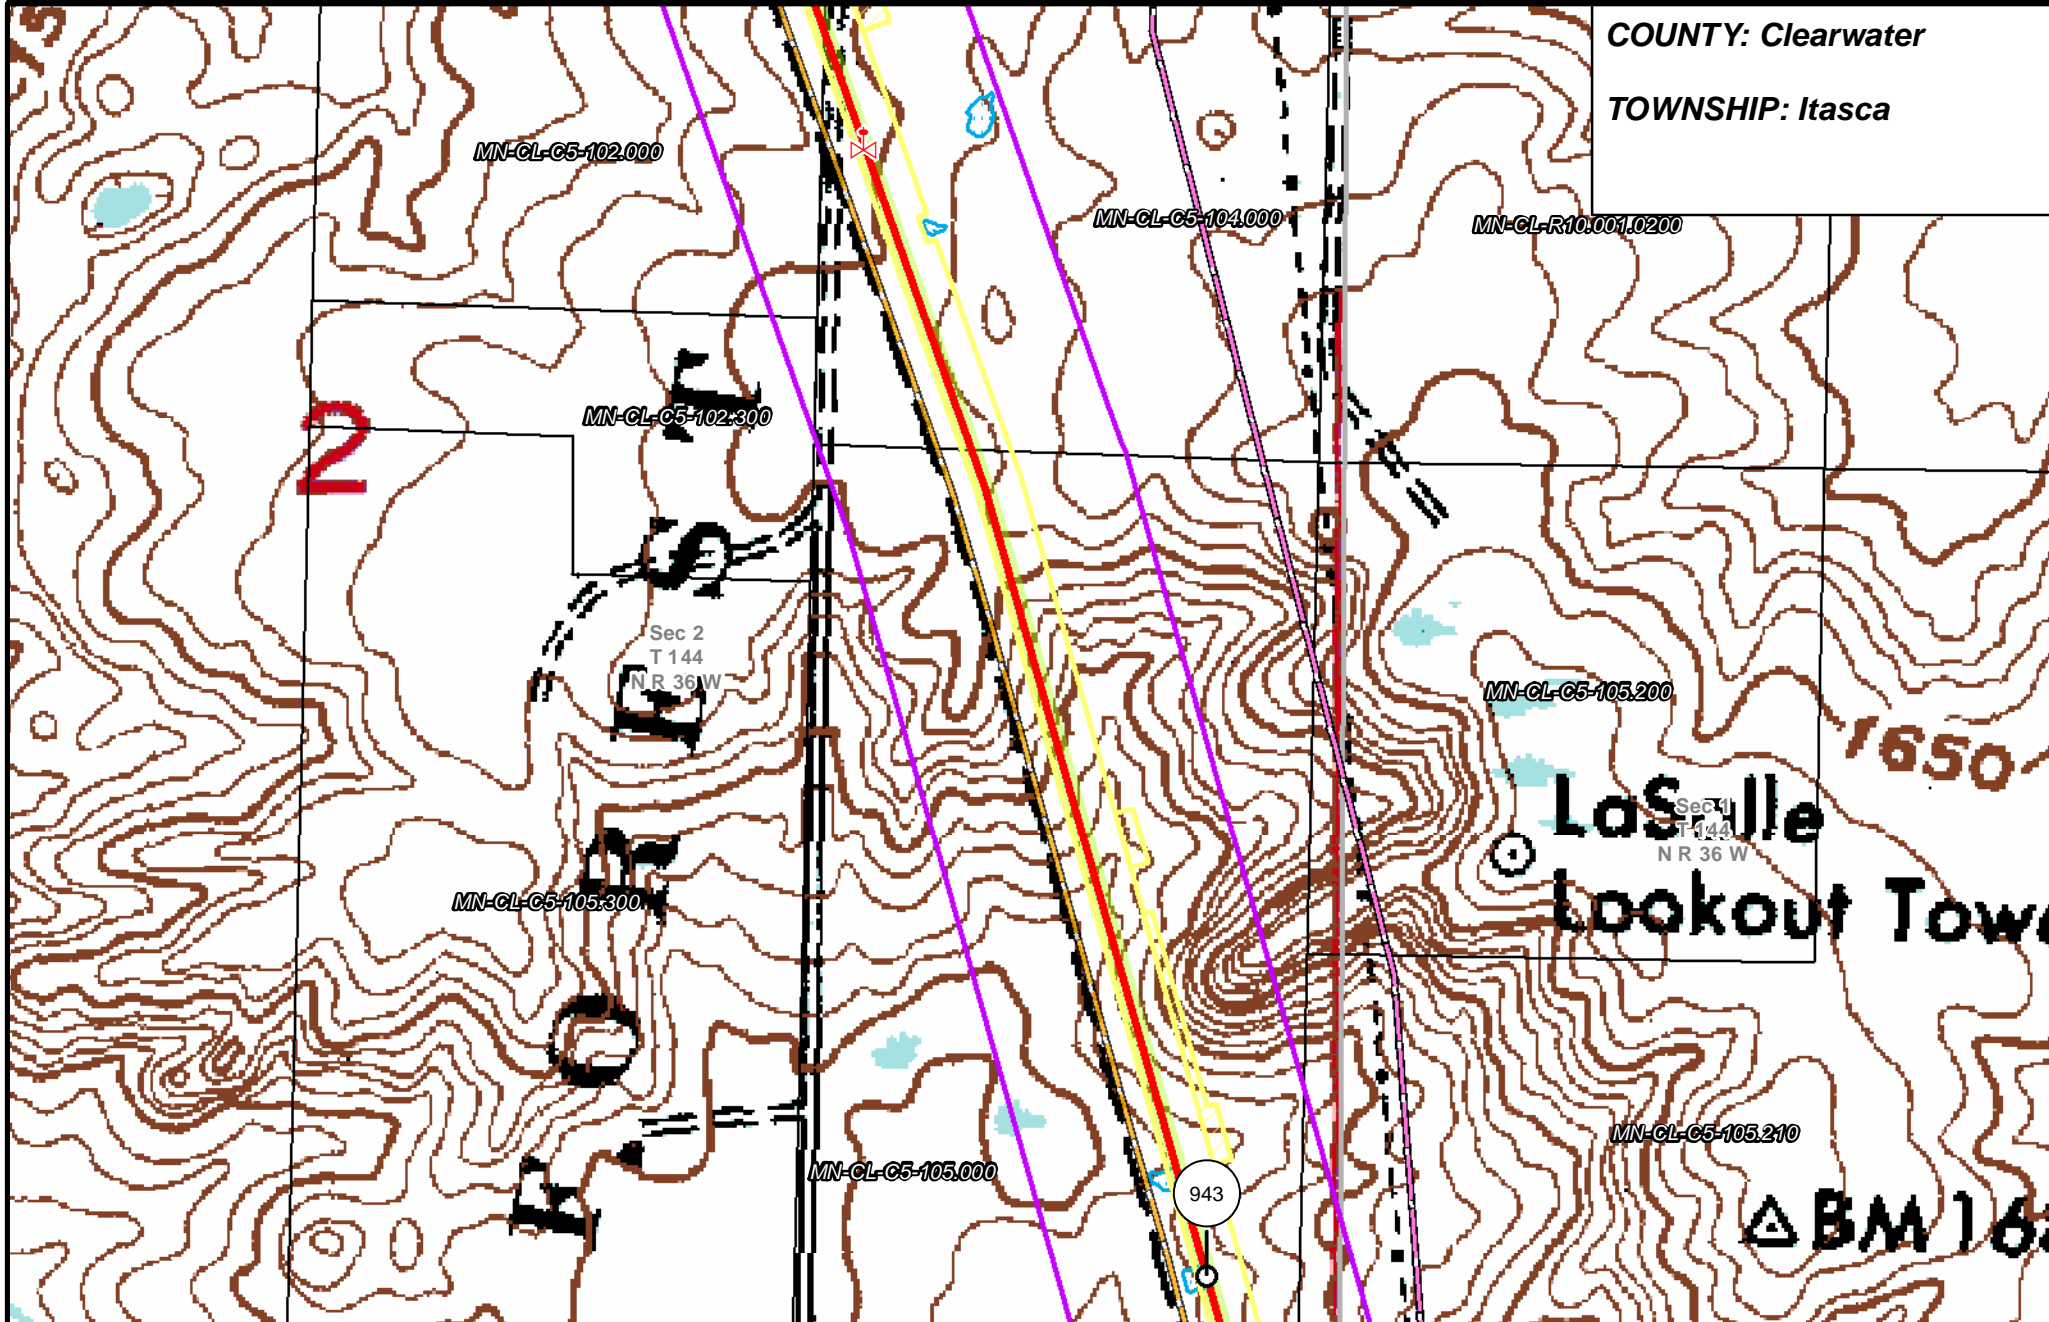 COUNTY: Clearwater
TOWNSHIP: Itasca
MN-CL-C5-102.000
MN-CL-C5-104.000
MN-CL-R10.001.0200
MN-CL-C5-102.300
2
Sec 2
T 144
N R 36 W
MN-CL-C5-105.200
1650
LaSalle
Lookout Towe
Sec 1
T 144
N R 36 W
MN-CL-C5-105.300
MN-CL-C5-105.210
MN-CL-C5-105.000
943
BM 16
F O R E S T